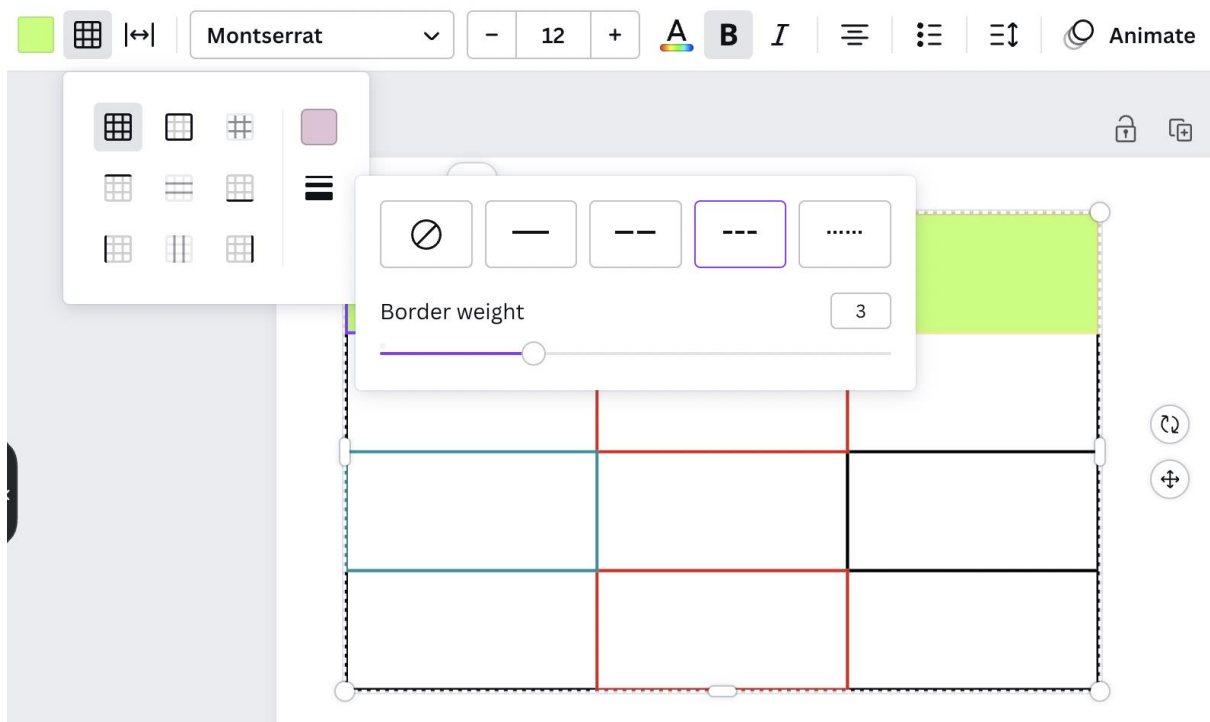 Montserrat
− 12 + A B I
Animate
Border weight 3